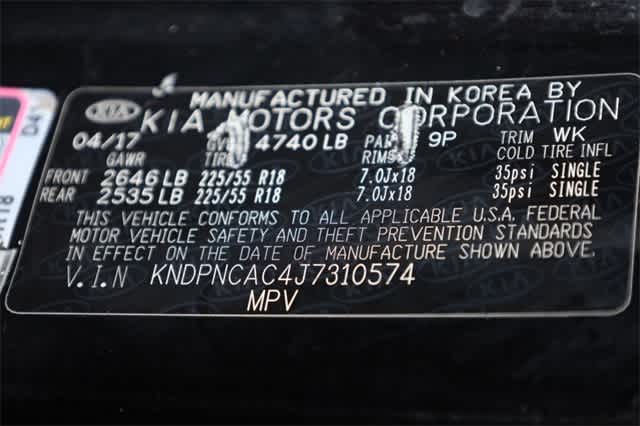 MANUFACTURED IN KOREA BY
KIA
KIA MOTORS CORPORATION
04/17 4740 LB 9P TRIM WK
GAWR TIRE RIMS COLD TIRE INFL
FRONT 2646 LB 225/55 R18 7.0Jx18 35psi SINGLE
REAR 2535 LB 225/55 R18 7.0Jx18 35psi SINGLE
THIS VEHICLE CONFORMS TO ALL APPLICABLE U.S.A. FEDERAL
MOTOR VEHICLE SAFETY AND THEFT PREVENTION STANDARDS
IN EFFECT ON THE DATE OF MANUFACTURE SHOWN ABOVE.
V.I.N KNDPNCAC4J7310574
MPV